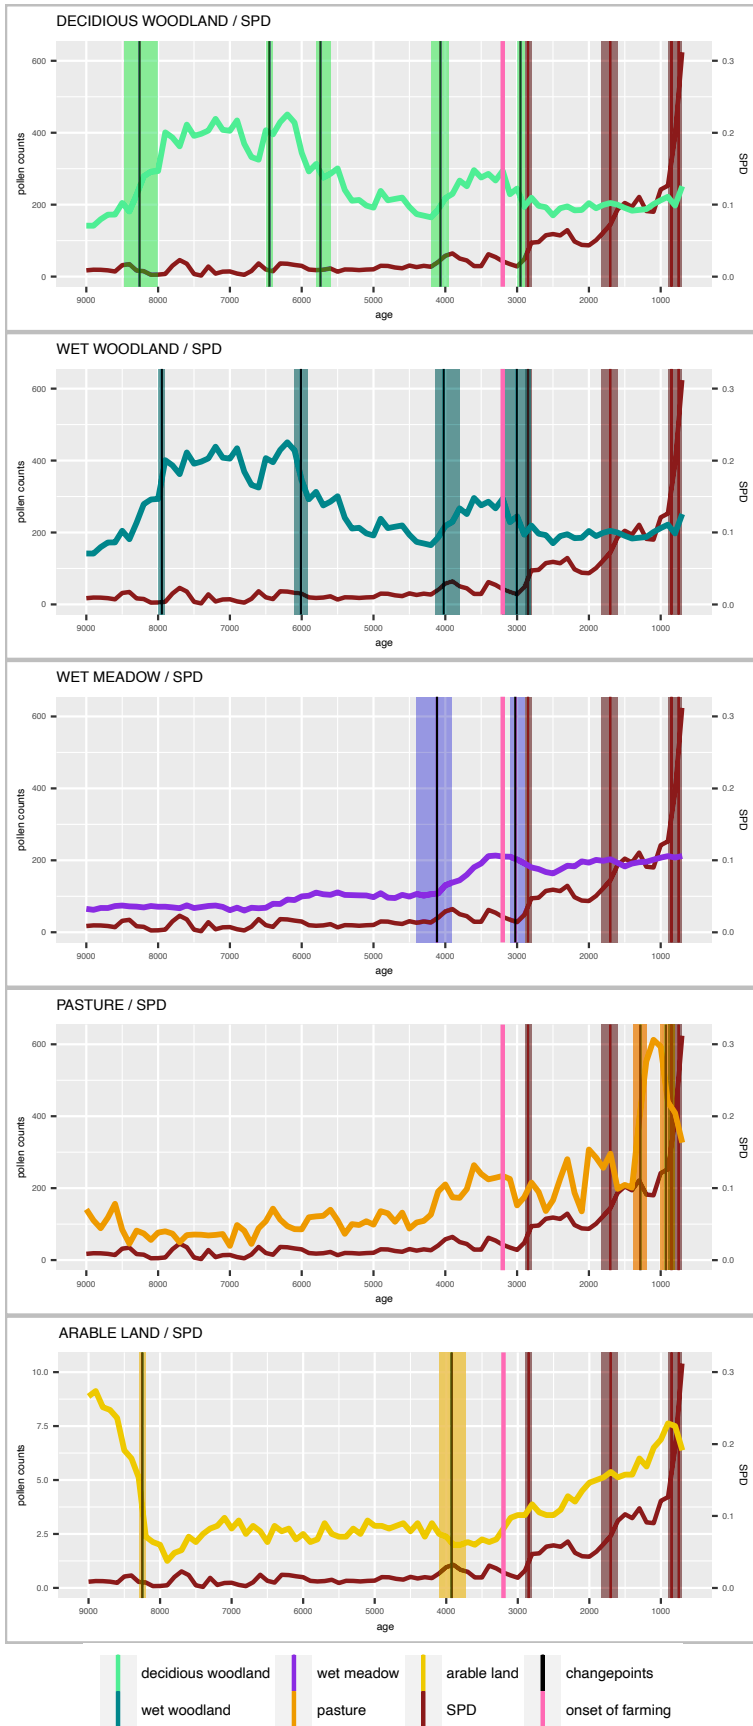 DECIDIOUS WOODLAND / SPD
600
400
200
0
pollen counts
0.3
0.2
0.1
0.0
SPD
9000 8000 7000 6000 5000 4000 3000 2000 1000
age
WET WOODLAND / SPD
600
400
200
0
pollen counts
0.3
0.2
0.1
0.0
SPD
9000 8000 7000 6000 5000 4000 3000 2000 1000
age
WET MEADOW / SPD
600
400
200
0
pollen counts
0.3
0.2
0.1
0.0
SPD
9000 8000 7000 6000 5000 4000 3000 2000 1000
age
PASTURE / SPD
600
400
200
0
pollen counts
0.3
0.2
0.1
0.0
SPD
9000 8000 7000 6000 5000 4000 3000 2000 1000
age
ARABLE LAND / SPD
10.0
7.5
5.0
2.5
0.0
pollen counts
0.3
0.2
0.1
0.0
SPD
9000 8000 7000 6000 5000 4000 3000 2000 1000
age
decidious woodland wet meadow arable land changepoints
wet woodland pasture SPD onset of farming